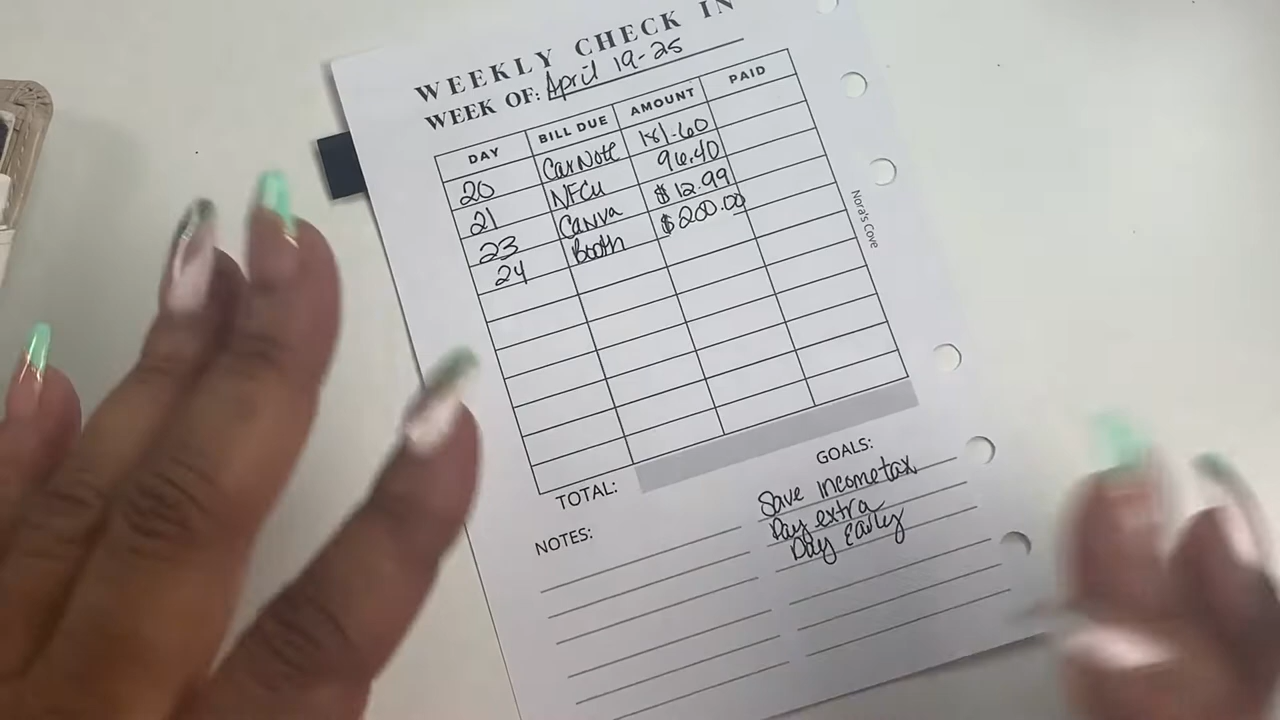 WEEKLY CHECK IN
WEEK OF: April 19-25
DAY BILL DUE AMOUNT PAID
20 Car Note 181.60
21 NFCU 96.40
23 Canva $12.99
24 Booth $200.00
Nora's Cove
TOTAL:
NOTES:
GOALS:
Save income tax
Pay extra
Pay Early